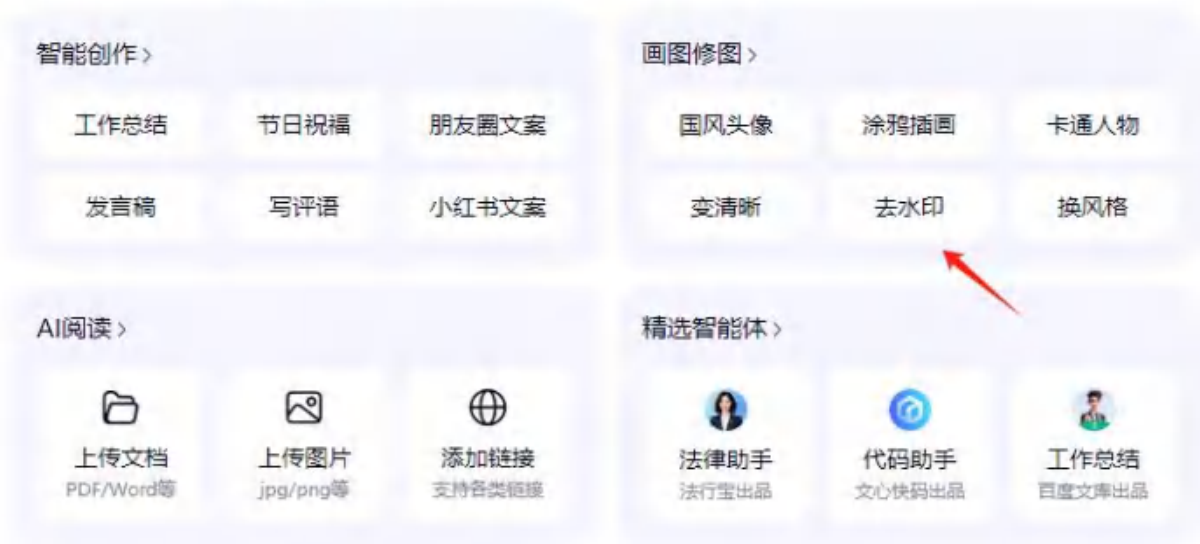 智能创作>
工作总结
节日祝福
朋友圈文案
发言稿
写评语
小红书文案
画图修图>
国风头像
涂鸦插画
卡通人物
变清晰
去水印
换风格
AI阅读>
上传文档
PDF/Word等
上传图片
jpg/png等
添加链接
支持各类链接
精选智能体>
法律助手
法行宝出品
代码助手
文心快码出品
工作总结
百度文库出品